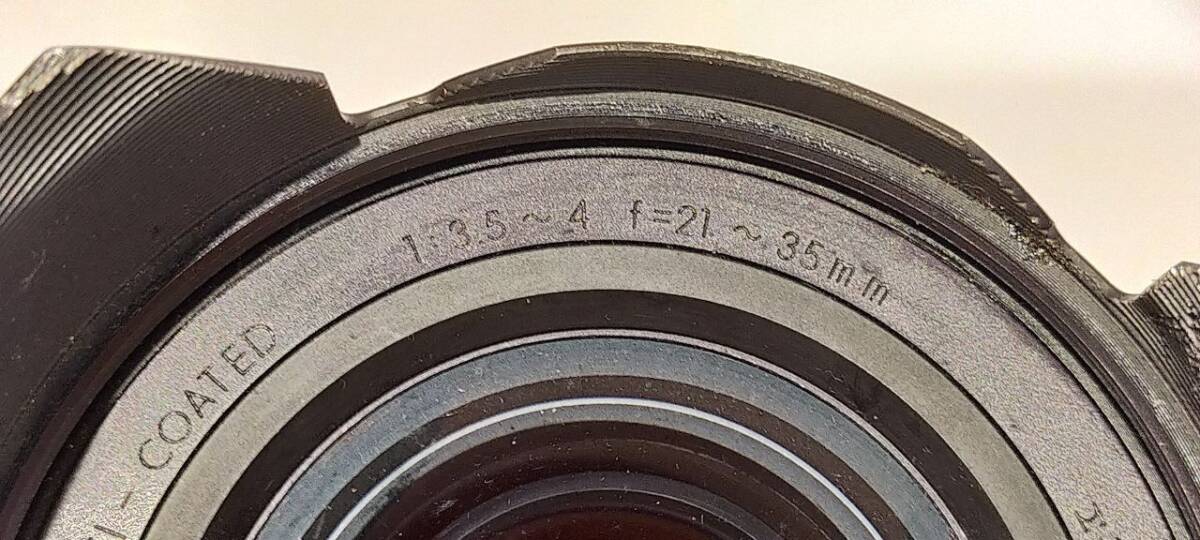 - COATED
1:3.5 ~ 4 f=21 ~ 35mm